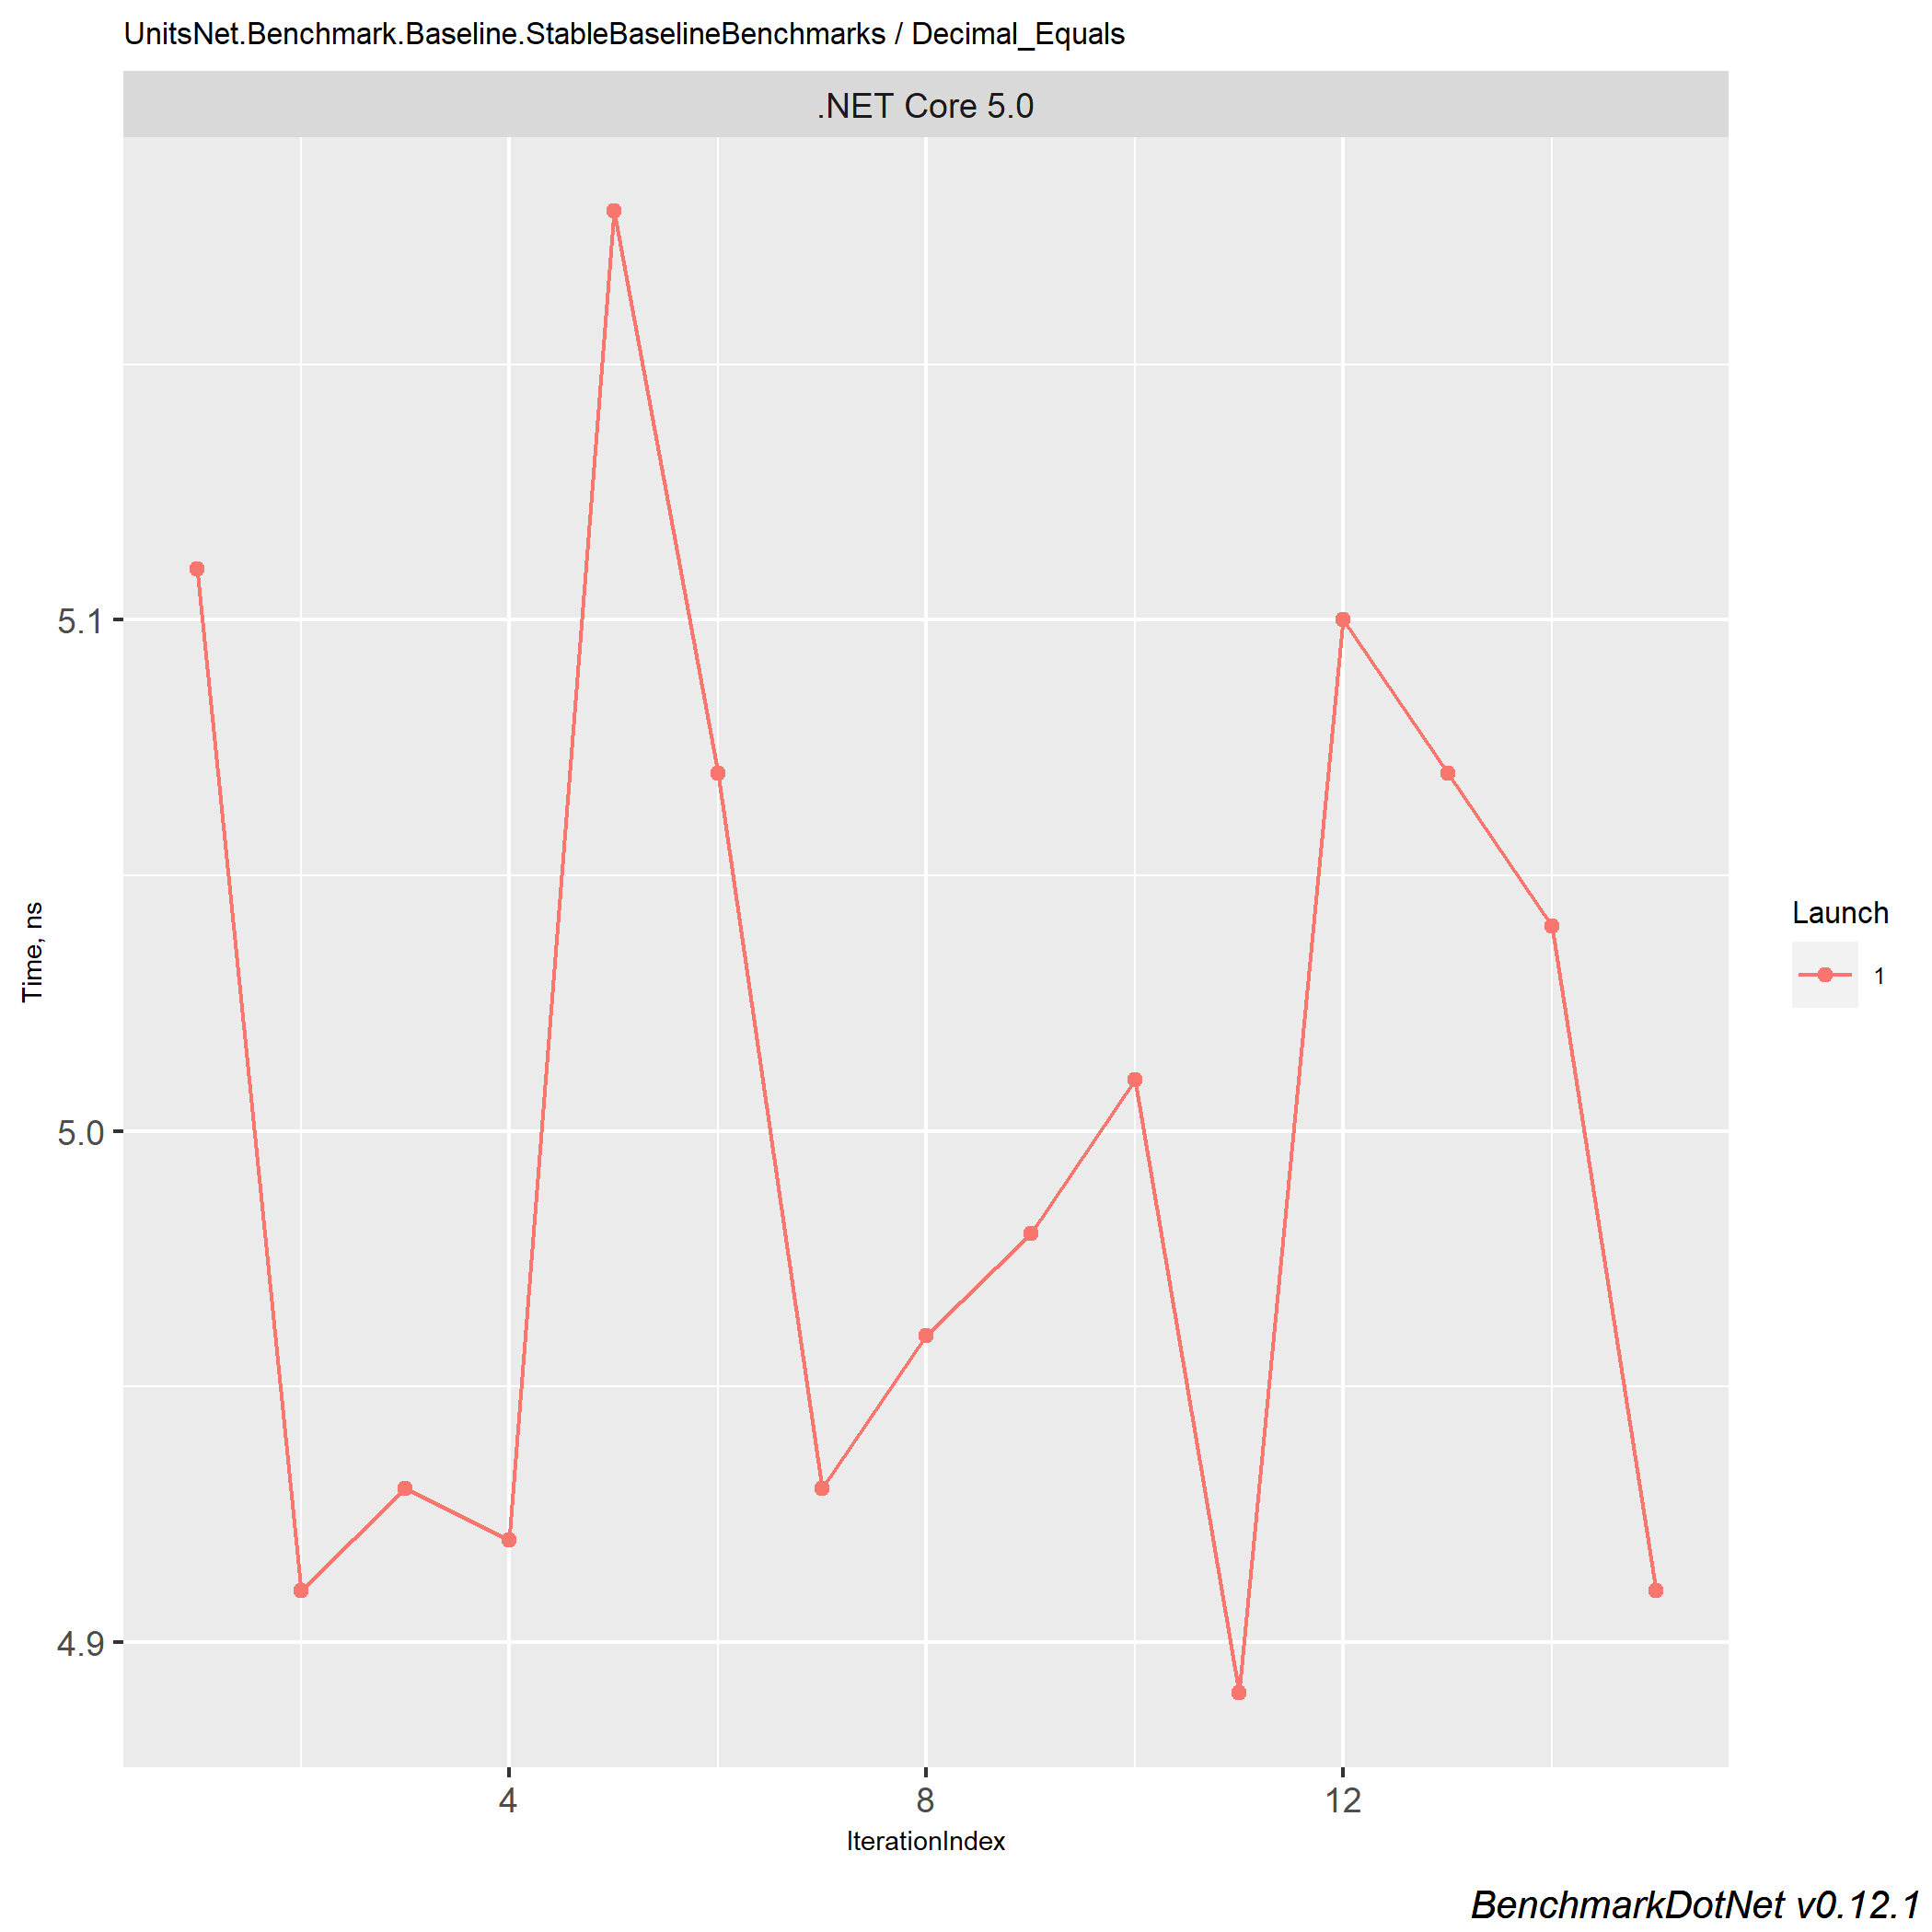 UnitsNet.Benchmark.Baseline.StableBaselineBenchmarks / Decimal_Equals
.NET Core 5.0
5.1
5.0
4.9
Time, ns
4
8
12
IterationIndex
Launch
1
BenchmarkDotNet v0.12.1